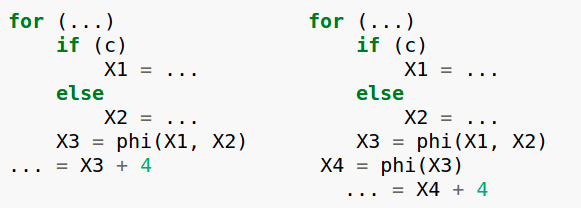 for (...)
    if (c)
        X1 = ...
    else
        X2 = ...
    X3 = phi(X1, X2)
... = X3 + 4
for (...)
    if (c)
        X1 = ...
    else
        X2 = ...
    X3 = phi(X1, X2)
 X4 = phi(X3)
   ... = X4 + 4